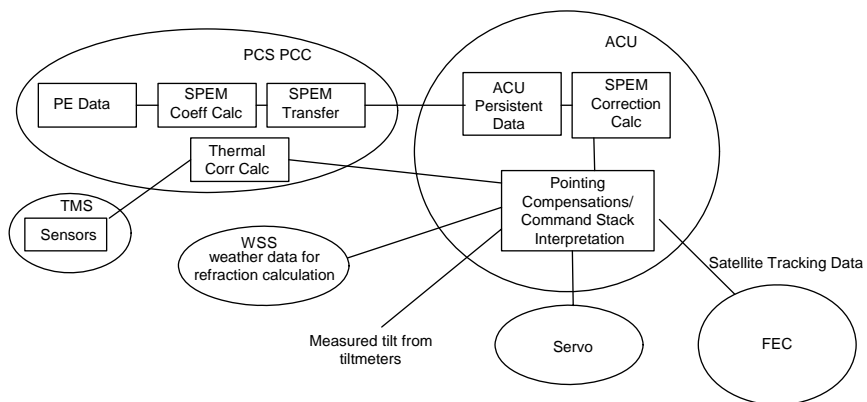 PCS PCC
ACU
PE Data
SPEM
Coeff Calc
SPEM
Transfer
ACU
Persistent
Data
SPEM
Correction
Calc
Thermal
Corr Calc
Pointing
Compensations/
Command Stack
Interpretation
TMS
Sensors
WSS
weather data for
refraction calculation
Satellite Tracking Data
Measured tilt from
tiltmeters
Servo
FEC